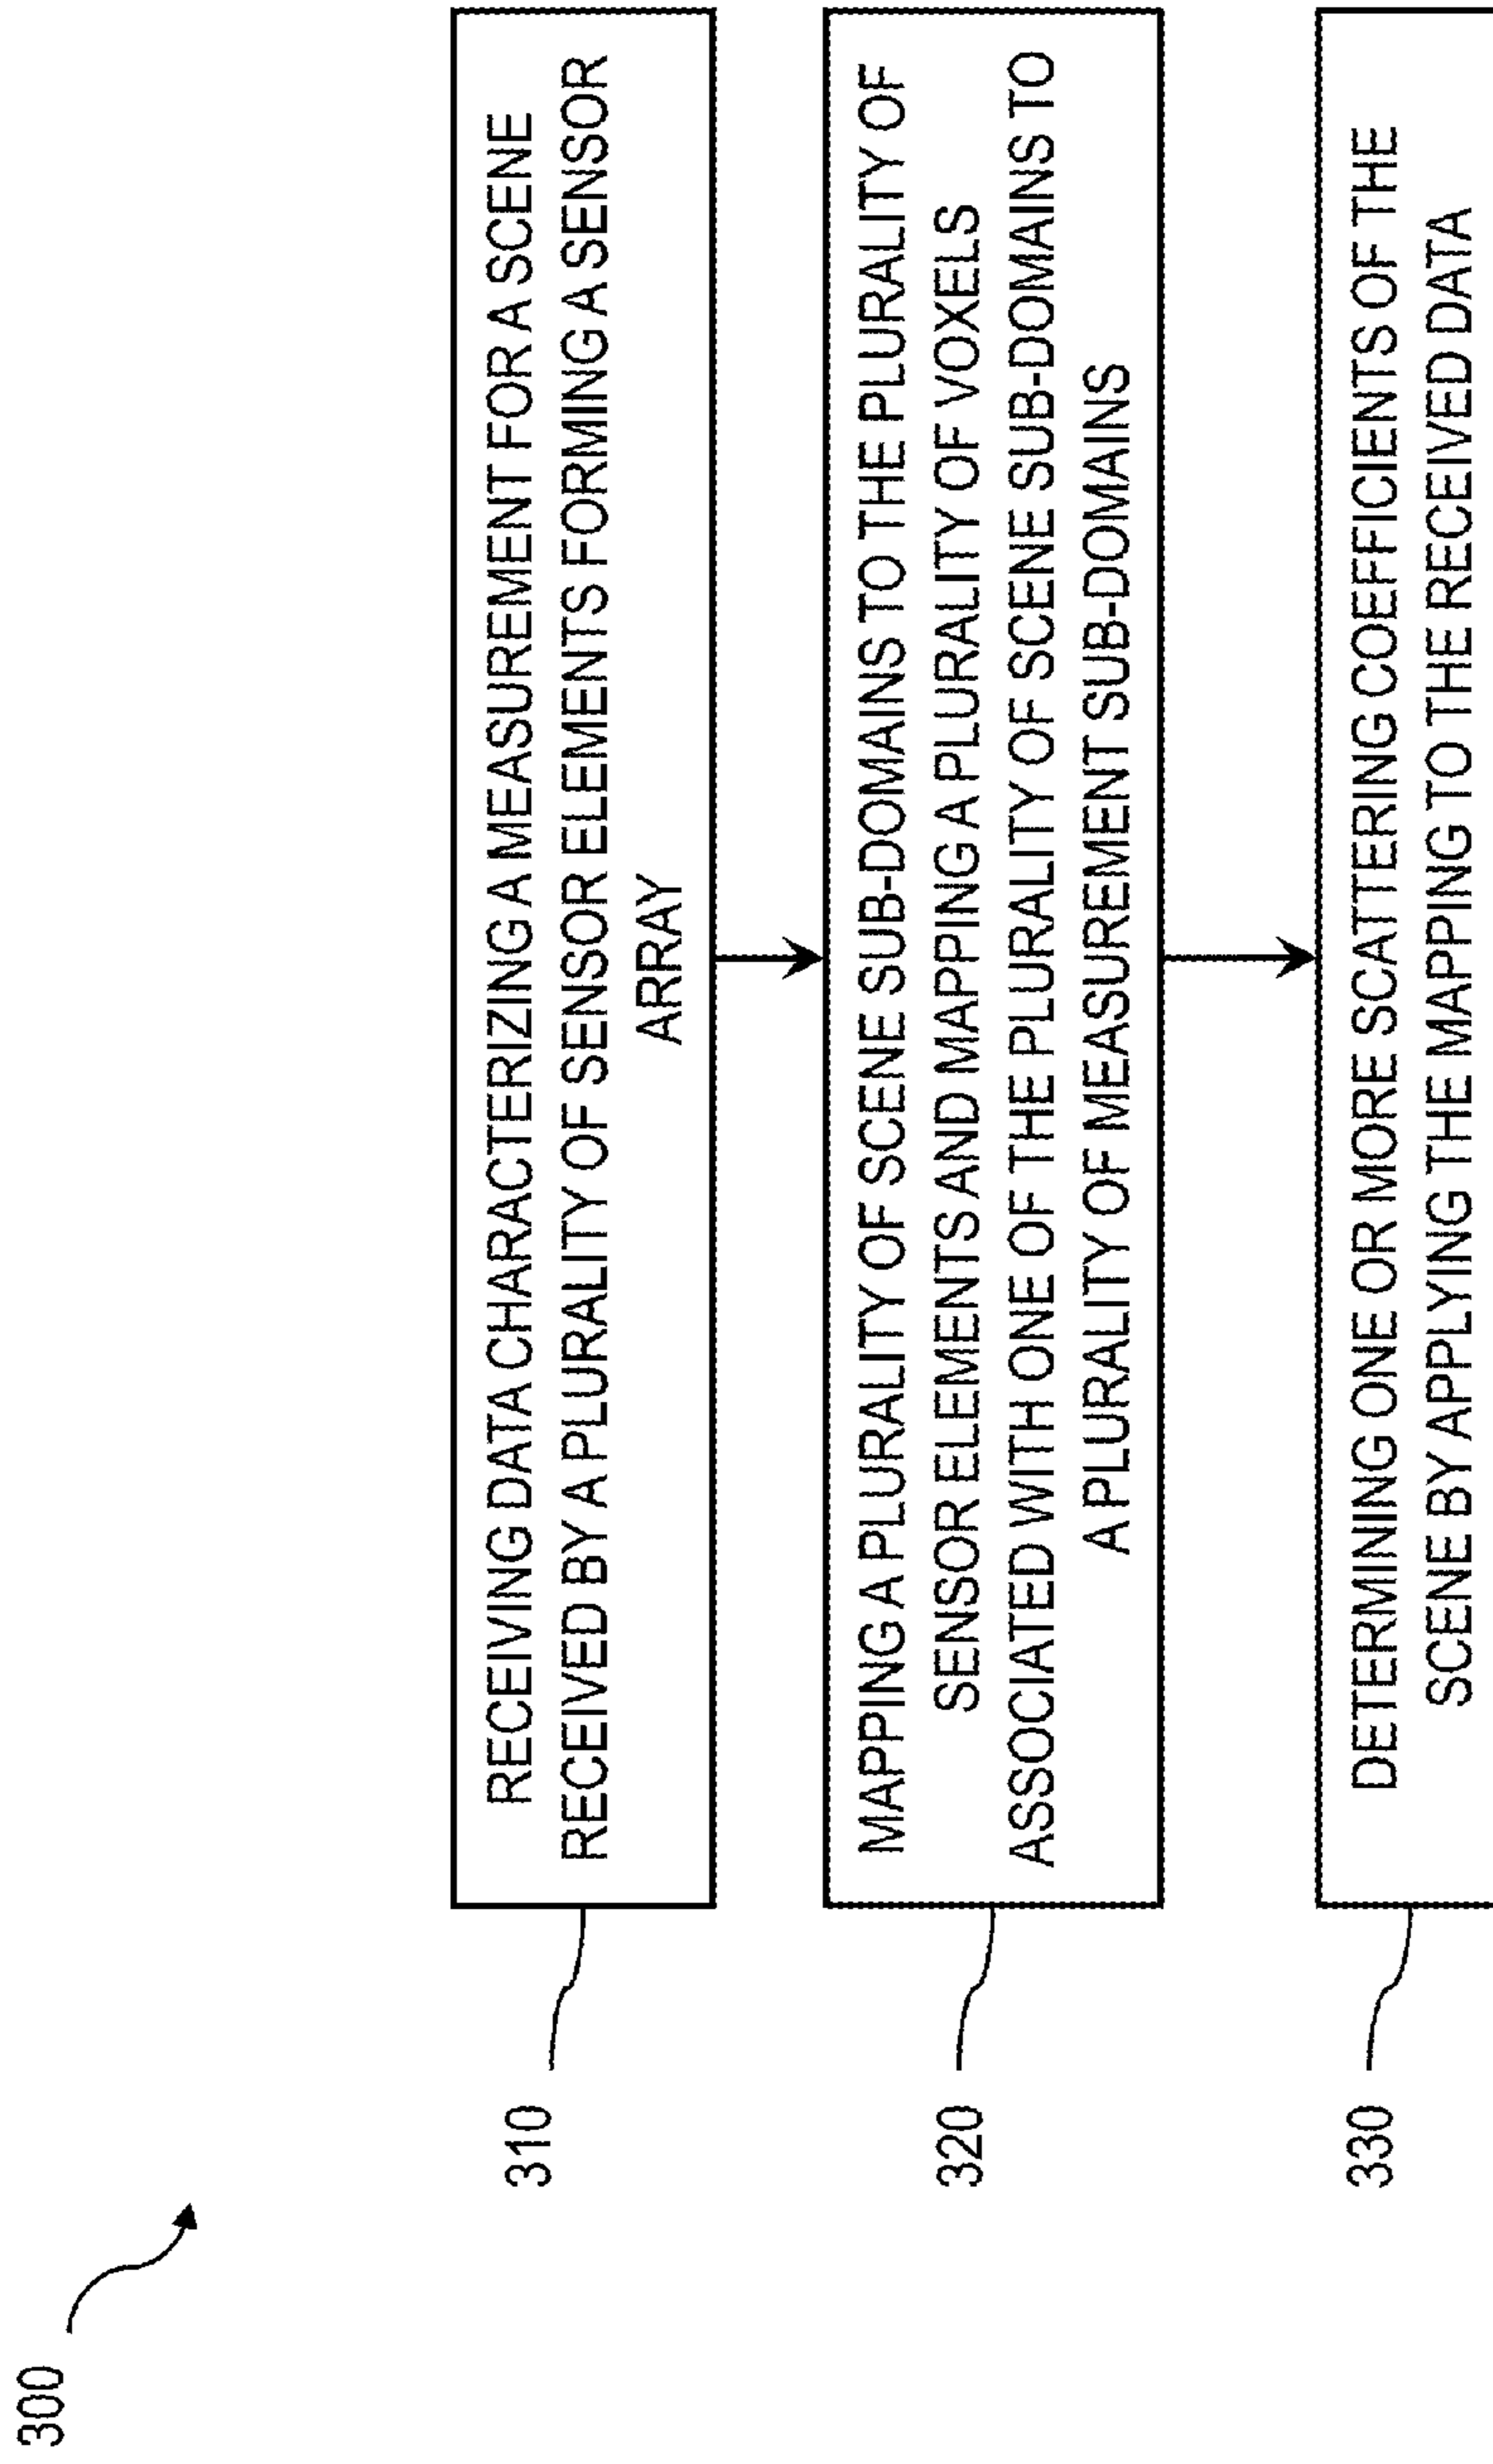 300
310
RECEIVING DATA CHARACTERIZING A MEASUREMENT FOR A SCENE
RECEIVED BY A PLURALITY OF SENSOR ELEMENTS FORMING A SENSOR
ARRAY
320
MAPPING A PLURALITY OF SCENE SUB-DOMAINS TO THE PLURALITY OF
SENSOR ELEMENTS AND MAPPING A PLURALITY OF VOXELS
ASSOCIATED WITH ONE OF THE PLURALITY OF SCENE SUB-DOMAINS TO
A PLURALITY OF MEASUREMENT SUB-DOMAINS
330
DETERMINING ONE OR MORE SCATTERING COEFFICIENTS OF THE
SCENE BY APPLYING THE MAPPING TO THE RECEIVED DATA